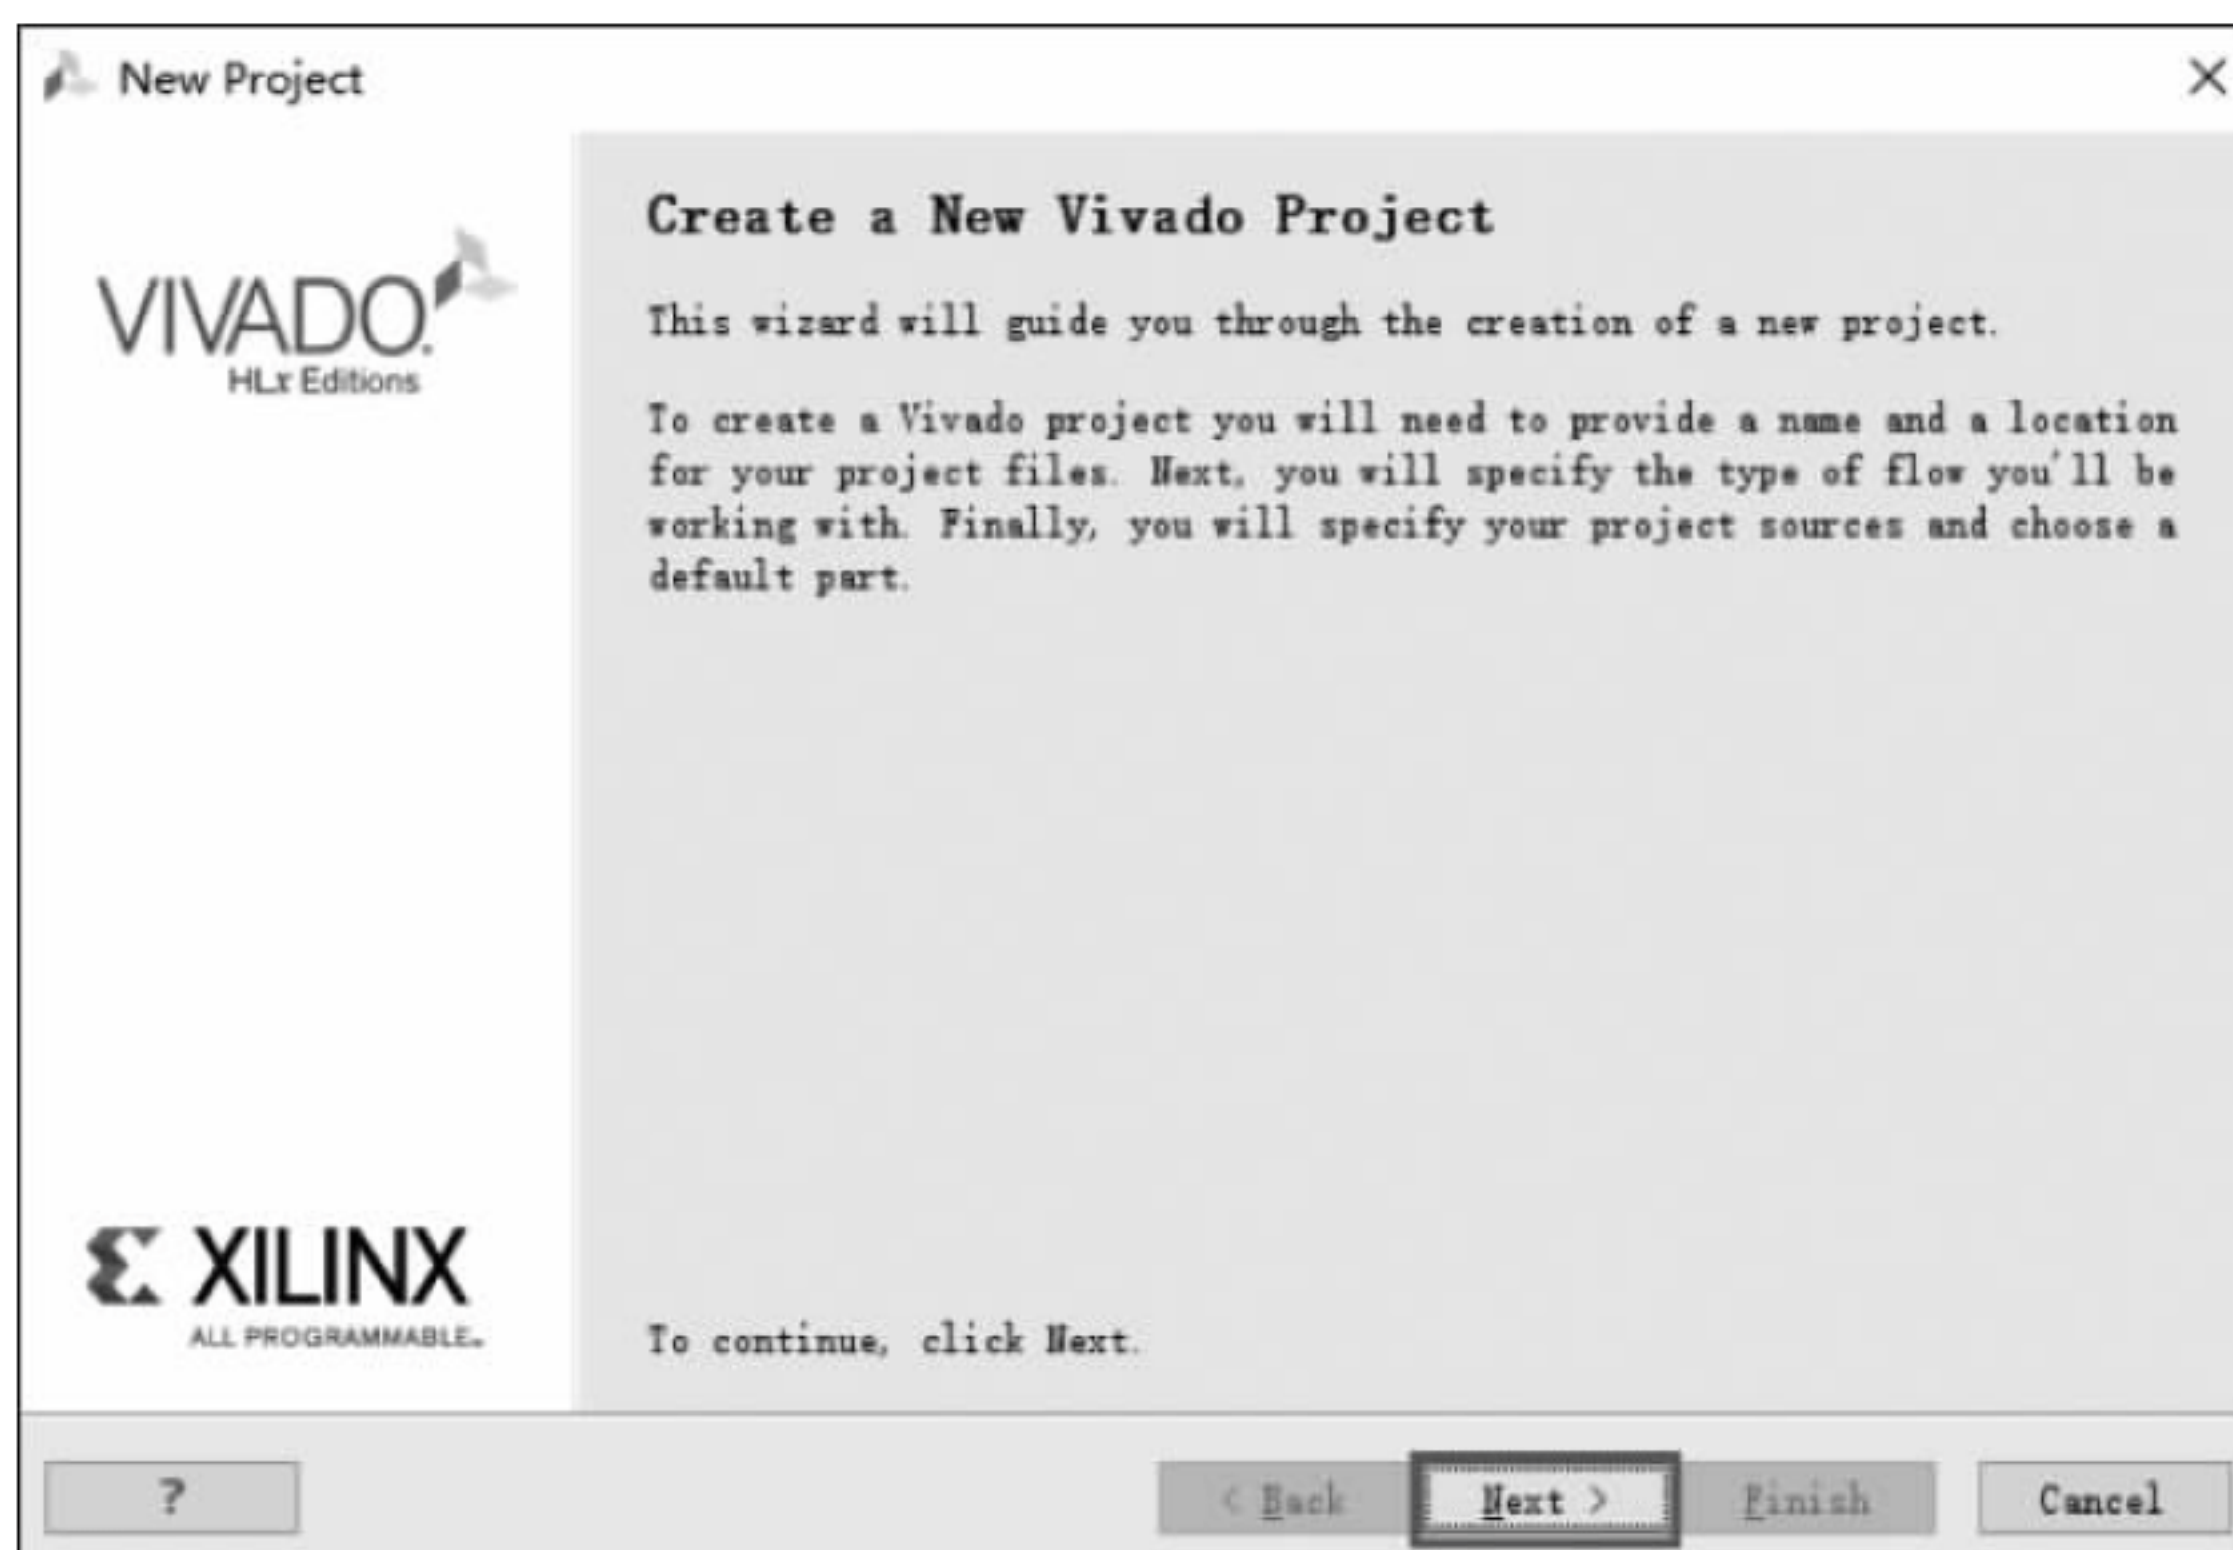 New Project
VIVADO.
HLx Editions
Create a New Vivado Project
This wizard will guide you through the creation of a new project.
To create a Vivado project you will need to provide a name and a location
for your project files. Next, you will specify the type of flow you'll be
working with. Finally, you will specify your project sources and choose a
default part.
XILINX
ALL PROGRAMMABLE™
To continue, click Next.
?
< Back
Next >
Finish
Cancel